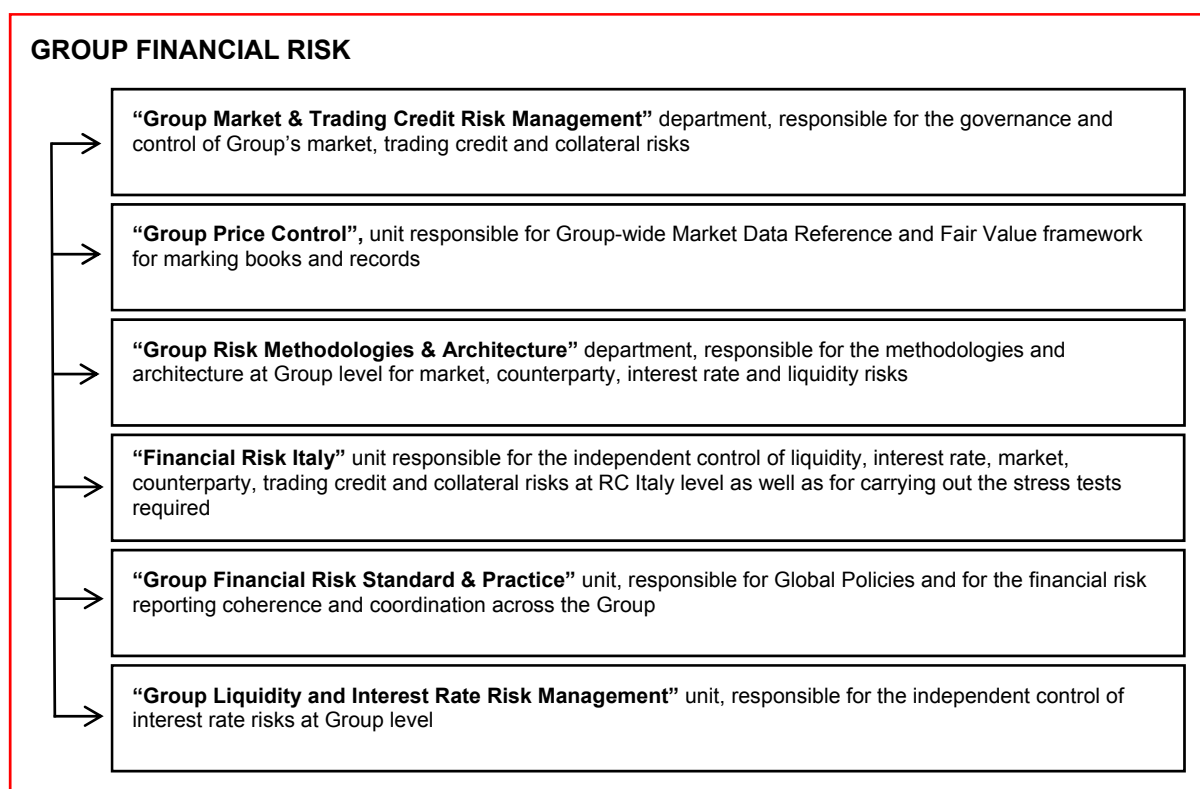 GROUP FINANCIAL RISK
“Group Market & Trading Credit Risk Management” department, responsible for the governance and
control of Group’s market, trading credit and collateral risks
“Group Price Control”, unit responsible for Group-wide Market Data Reference and Fair Value framework
for marking books and records
“Group Risk Methodologies & Architecture” department, responsible for the methodologies and
architecture at Group level for market, counterparty, interest rate and liquidity risks
“Financial Risk Italy” unit responsible for the independent control of liquidity, interest rate, market,
counterparty, trading credit and collateral risks at RC Italy level as well as for carrying out the stress tests
required
“Group Financial Risk Standard & Practice” unit, responsible for Global Policies and for the financial risk
reporting coherence and coordination across the Group
“Group Liquidity and Interest Rate Risk Management” unit, responsible for the independent control of
interest rate risks at Group level